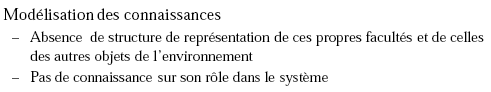 Modélisation des connaissances
– Absence de structure de représentation de ces propres facultés et de celles
des autres objets de l'environnement
– Pas de connaissance sur son rôle dans le système